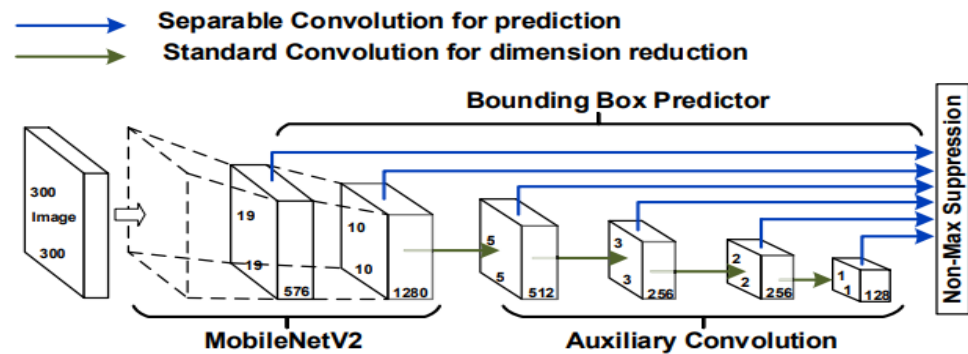 Separable Convolution for prediction
Standard Convolution for dimension reduction
Bounding Box Predictor
Non-Max Suppression
300
Image
300
19
19
576
10
10
1280
5
5
512
3
3
256
2
2
256
1
1
128
MobileNetV2
Auxiliary Convolution